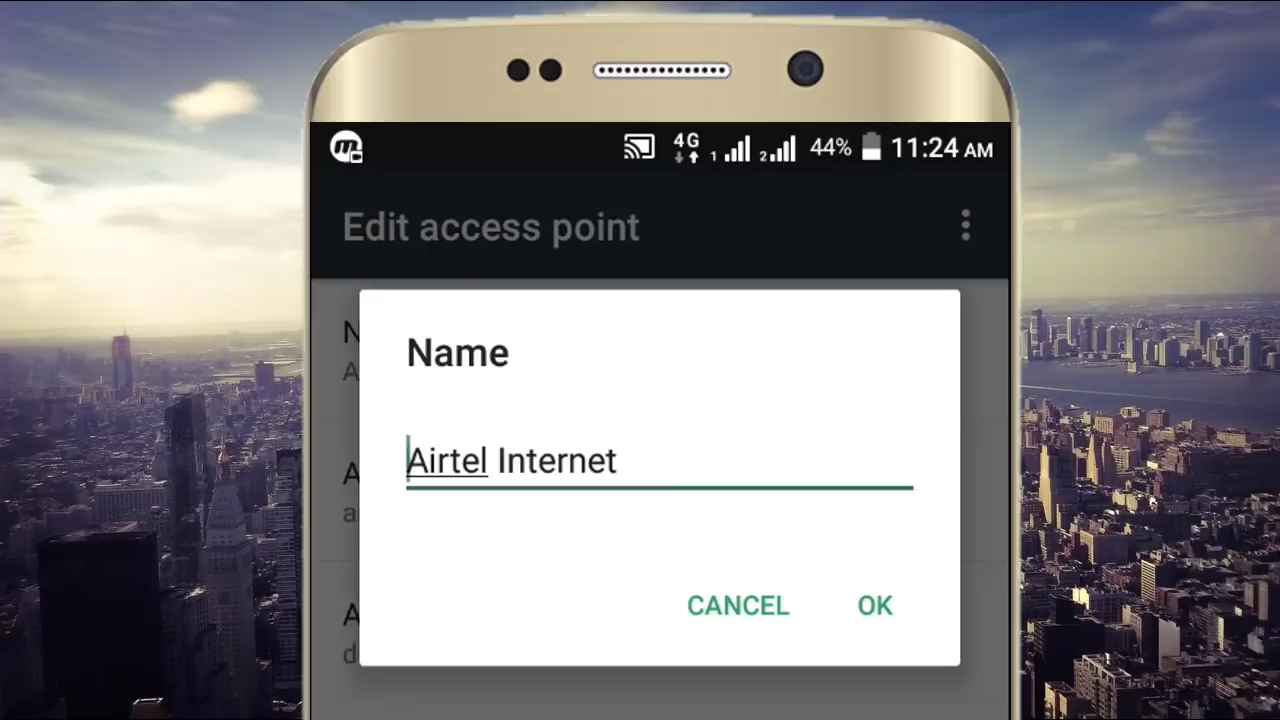 4G 1 2 44% 11:24 AM
Edit access point
N
A
Name
Airtel Internet
A
a
CANCEL OK
A
d